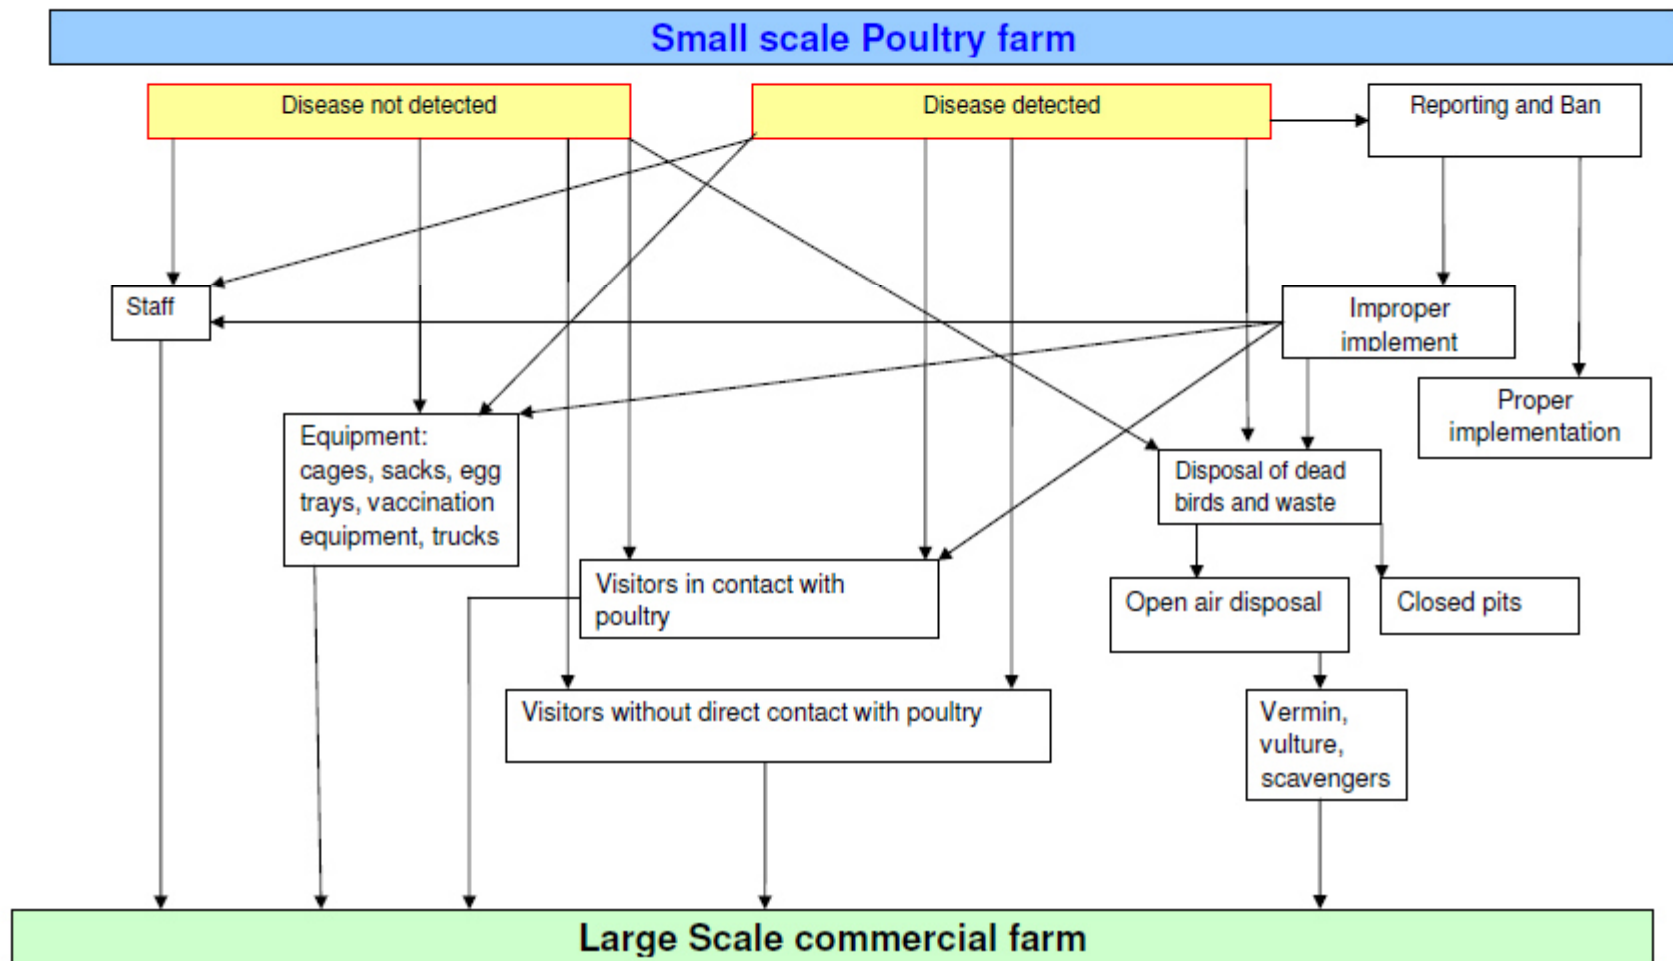 Small scale Poultry farm
Disease not detected
Disease detected
Reporting and Ban
Staff
Improper
implement
Proper
implementation
Equipment:
cages, sacks, egg
trays, vaccination
equipment, trucks
Disposal of dead
birds and waste
Visitors in contact with
poultry
Open air disposal
Closed pits
Visitors without direct contact with poultry
Vermin,
vulture,
scavengers
Large Scale commercial farm